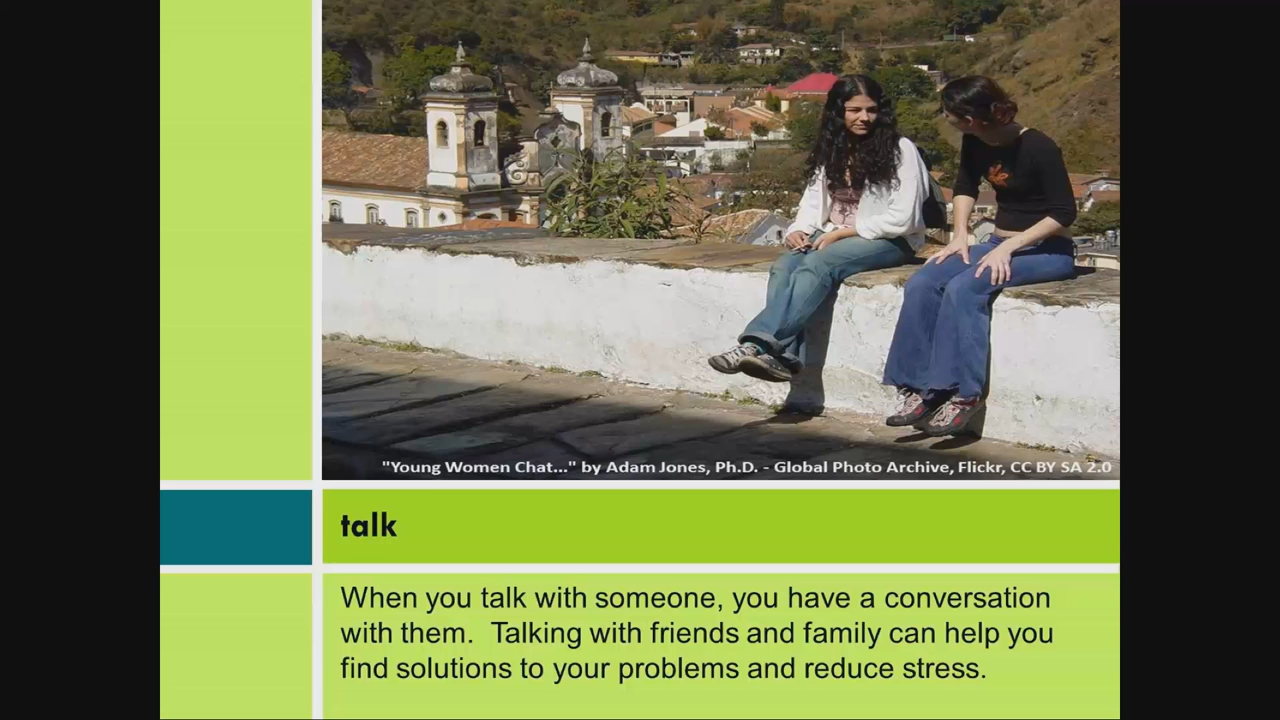 "Young Women Chat..." by Adam Jones, Ph.D. - Global Photo Archive, Flickr, CC BY SA 2.0
talk
When you talk with someone, you have a conversation
with them.  Talking with friends and family can help you
find solutions to your problems and reduce stress.